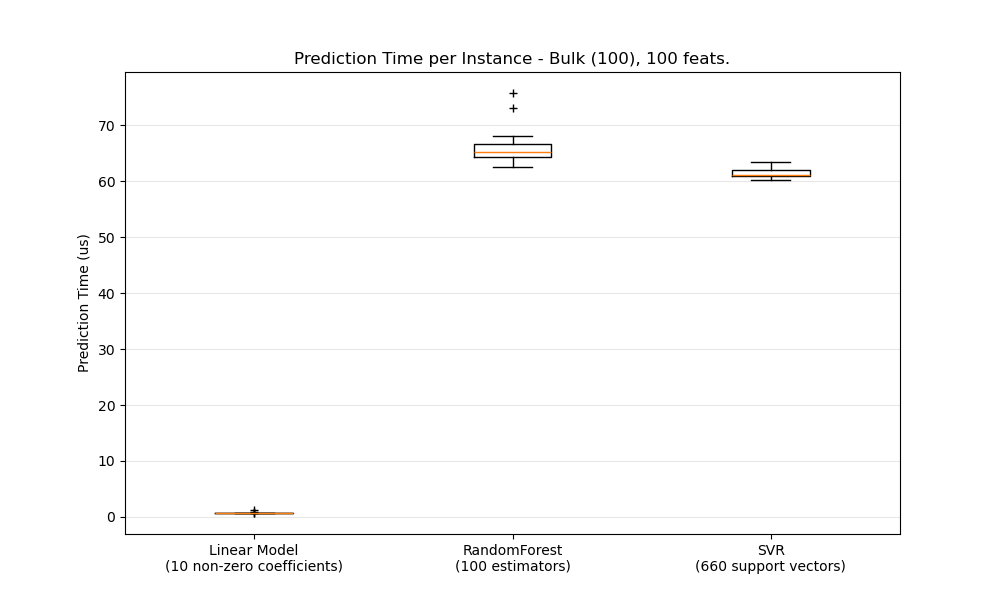 Prediction Time per Instance - Bulk (100), 100 feats.
Prediction Time (us)
70
60
50
40
30
20
10
0
Linear Model
(10 non-zero coefficients)
RandomForest
(100 estimators)
SVR
(660 support vectors)